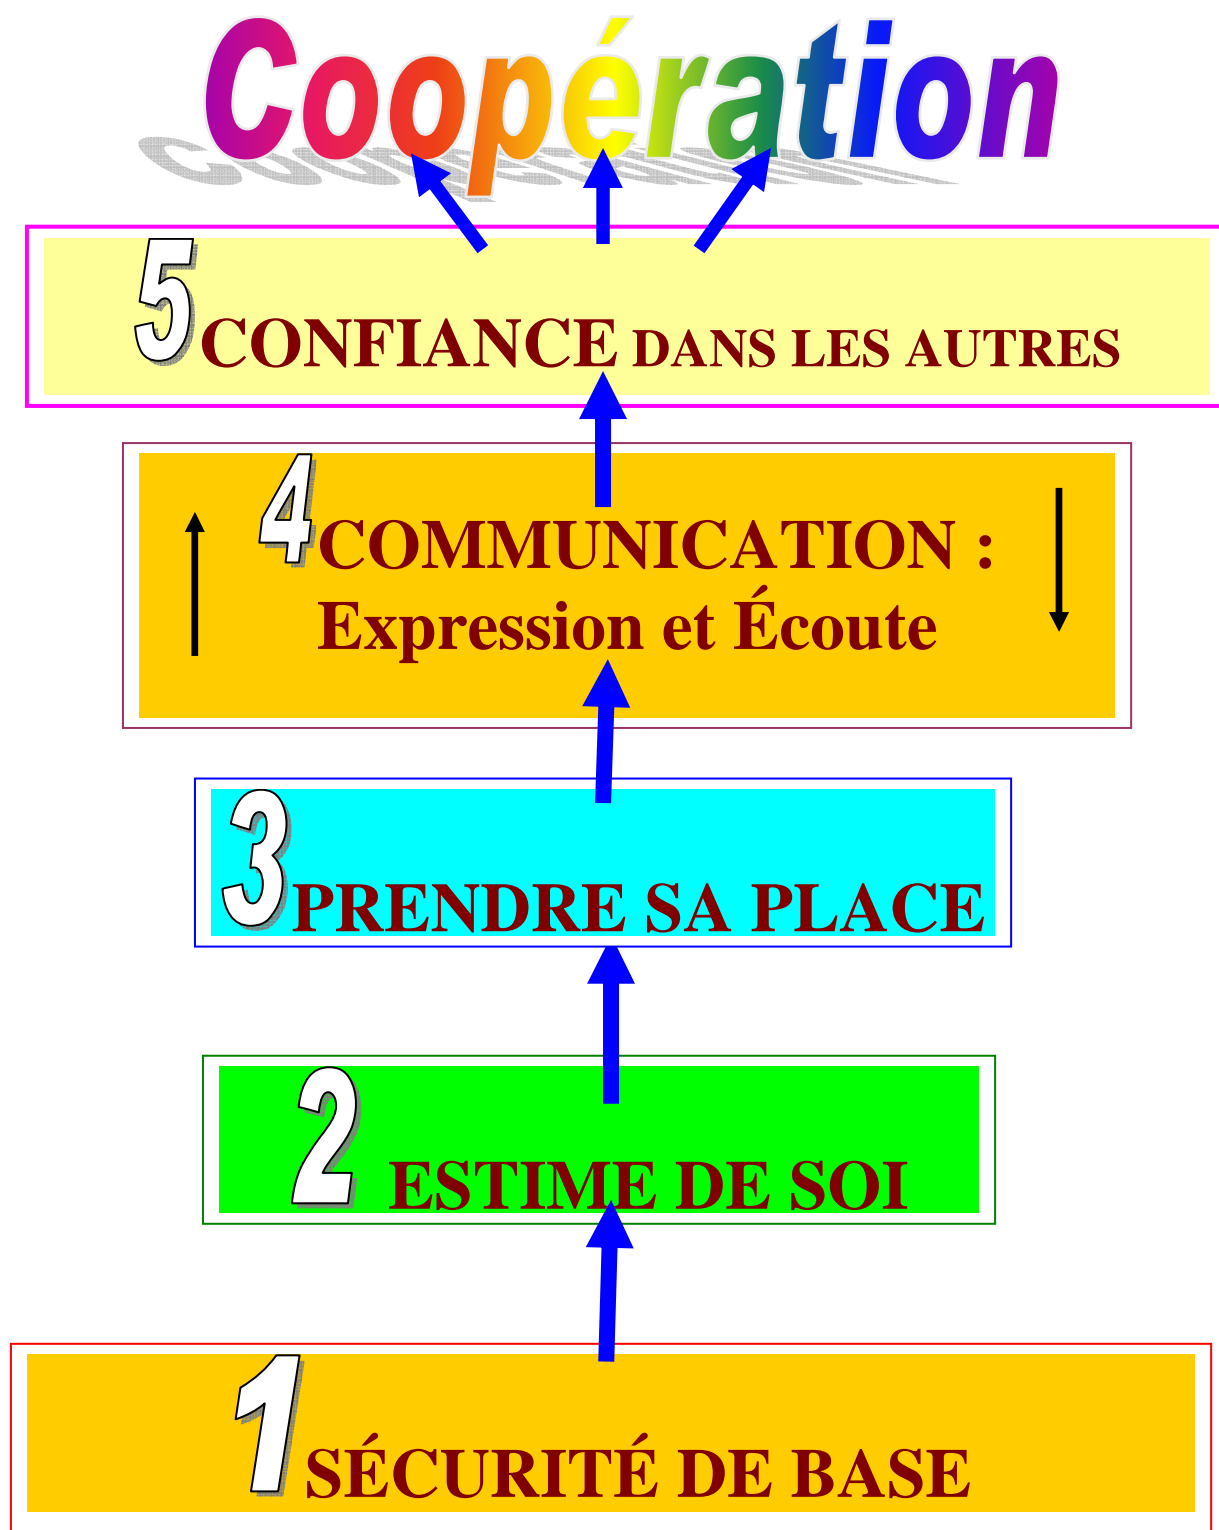 Coopération
5 CONFIANCE DANS LES AUTRES
4 COMMUNICATION :
Expression et Écoute
3 PRENDRE SA PLACE
2 ESTIME DE SOI
1 SÉCURITÉ DE BASE